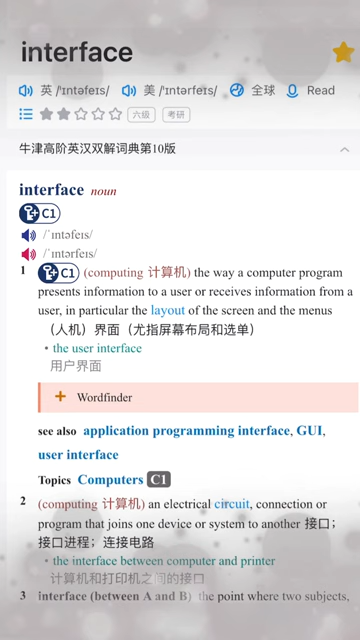 interface
英 /'ɪntəfeɪs/ 美 /'ɪntərfeɪs/ 全球 Read
六级 考研
牛津高阶英汉双解词典第10版
interface noun
C1
/ˈɪntəfeɪs/
/ˈɪntərfeɪs/
1 C1 (computing 计算机) the way a computer program
presents information to a user or receives information from a
user, in particular the layout of the screen and the menus
（人机）界面（尤指屏幕布局和选单）
• the user interface
用户界面
+ Wordfinder
see also application programming interface, GUI,
user interface
Topics Computers C1
2 (computing 计算机) an electrical circuit, connection or
program that joins one device or system to another 接口；
接口进程；连接电路
• the interface between computer and printer
计算机和打印机之间的接口
3 interface (between A and B) the point where two subjects,